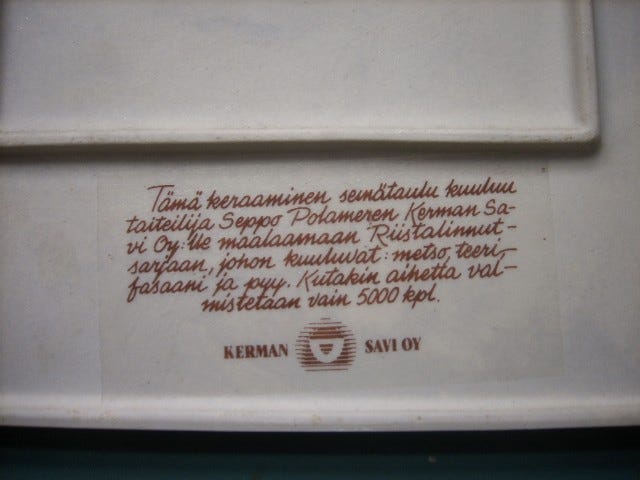 Tämä keraaminen seinätaulu kuuluu
taiteilija Seppo Polameren Kerman Sa-
vi Oy:lle maalaamaan Riistalinnut-
sarjaan, johon kuuluvat: metso, teeri,
fasaani ja pyy. Kutakin aihetta val-
mistetaan vain 5000 kpl.
KERMAN SAVI OY